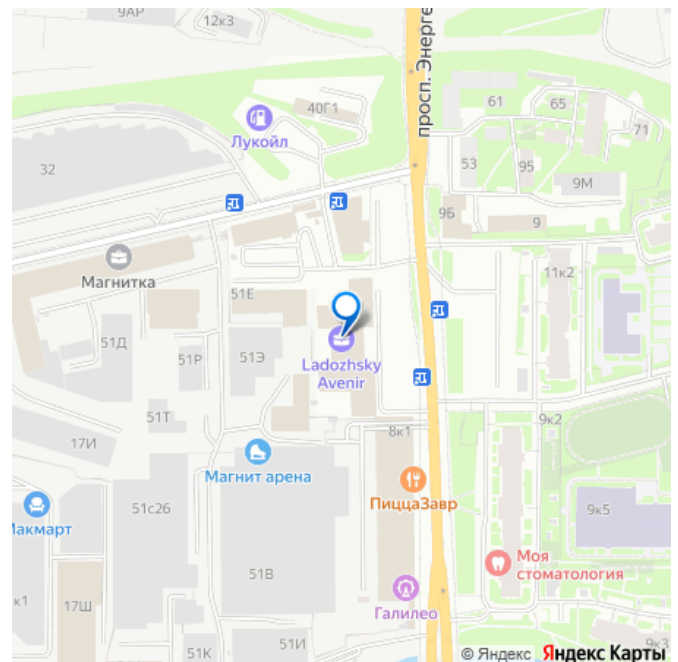 9АР
12к3
просп. Энерге
40Г1
Лукойл
61
65
71
32
53
95
9М
9Б
9
Магнитка
51Е
11к2
51Д
51Р
51Э
Ladozhsky
Avenir
51Т
9к2
17И
8к1
Магнит арена
ПиццаЗавр
51с26
9к5
Макмарт
Моя
стоматология
51В
17Ш
к1
Галилео
51К
51И
9к3
© Яндекс Яндекс Карты